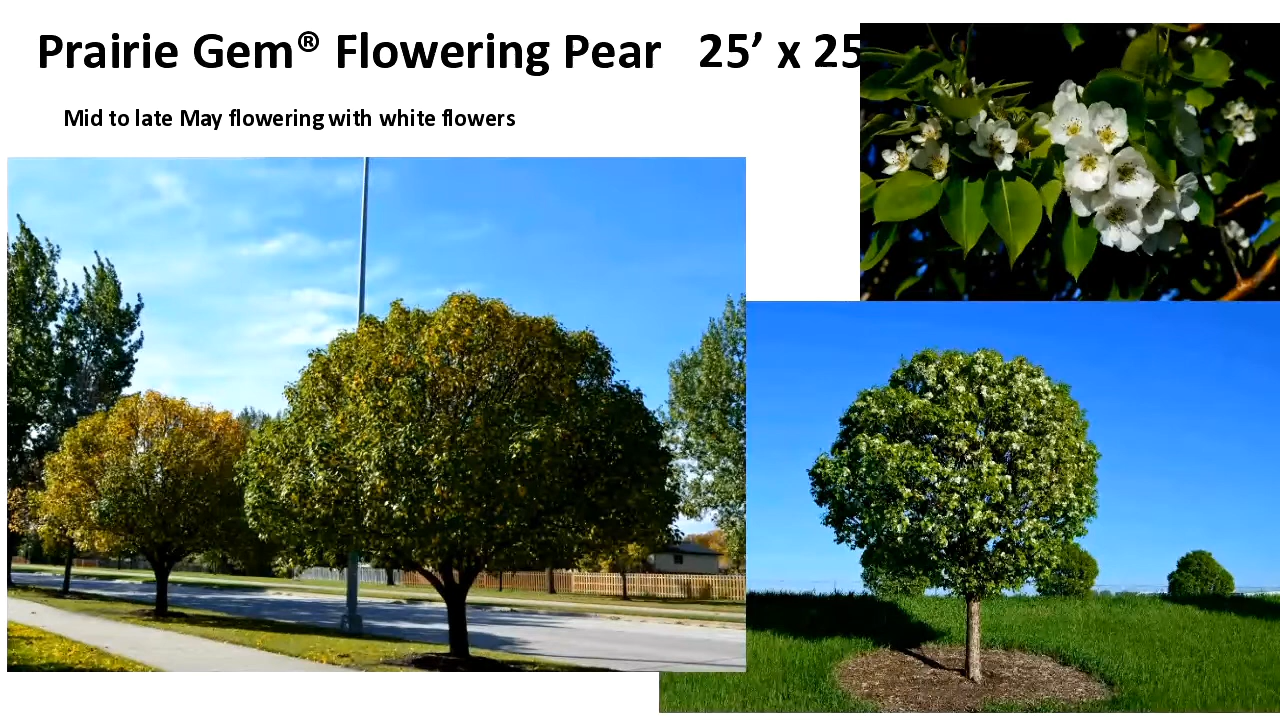 Prairie Gem® Flowering Pear 25’ x 25
Mid to late May flowering with white flowers